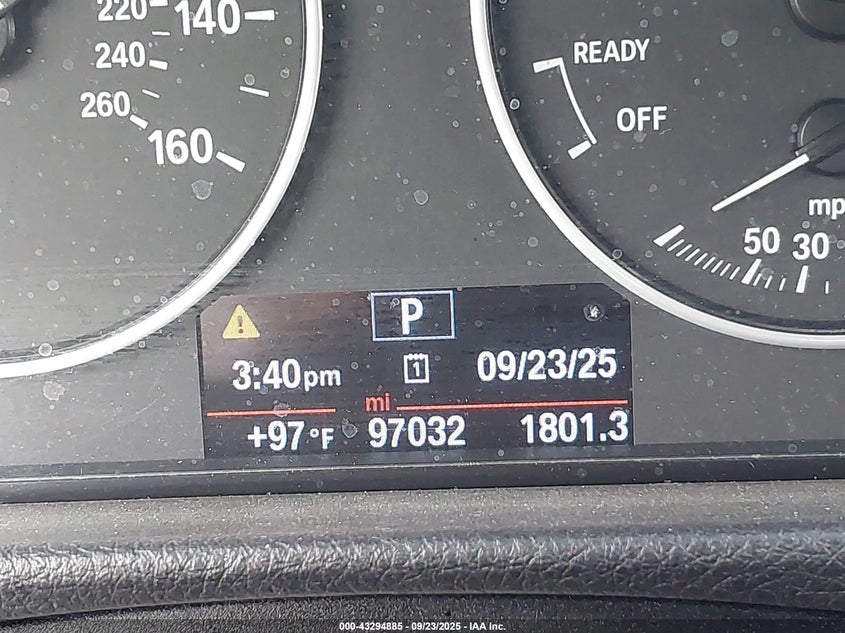 220 140
240
260
160
READY
OFF
mp
50 30
P
3:40pm 1 09/23/25
mi
+97°F 97032 1801.3
000-43294885 - 09/23/2025 - IAA Inc.